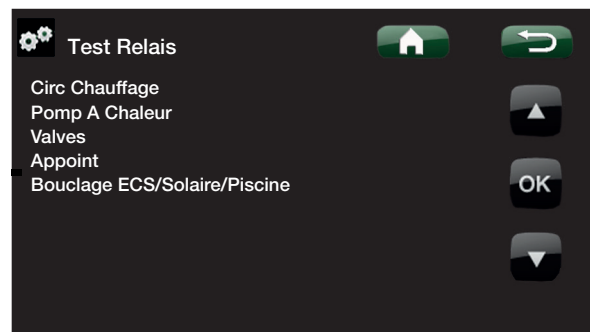 Test Relais
Circ Chauffage
Pomp A Chaleur
Valves
Appoint
Bouclage ECS/Solaire/Piscine
OK